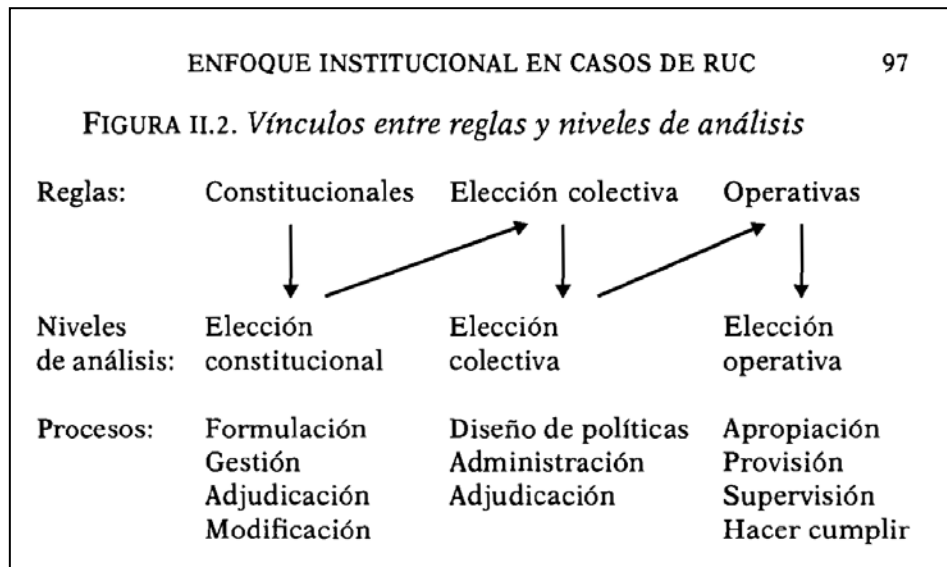 ENFOQUE INSTITUCIONAL EN CASOS DE RUC 97
FIGURA II.2. Vínculos entre reglas y niveles de análisis
Reglas: Constitucionales Elección colectiva Operativas
Niveles Elección Elección Elección
de análisis: constitucional colectiva operativa
Procesos: Formulación Diseño de políticas Apropiación
Gestión Administración Provisión
Adjudicación Adjudicación Supervisión
Modificación Hacer cumplir